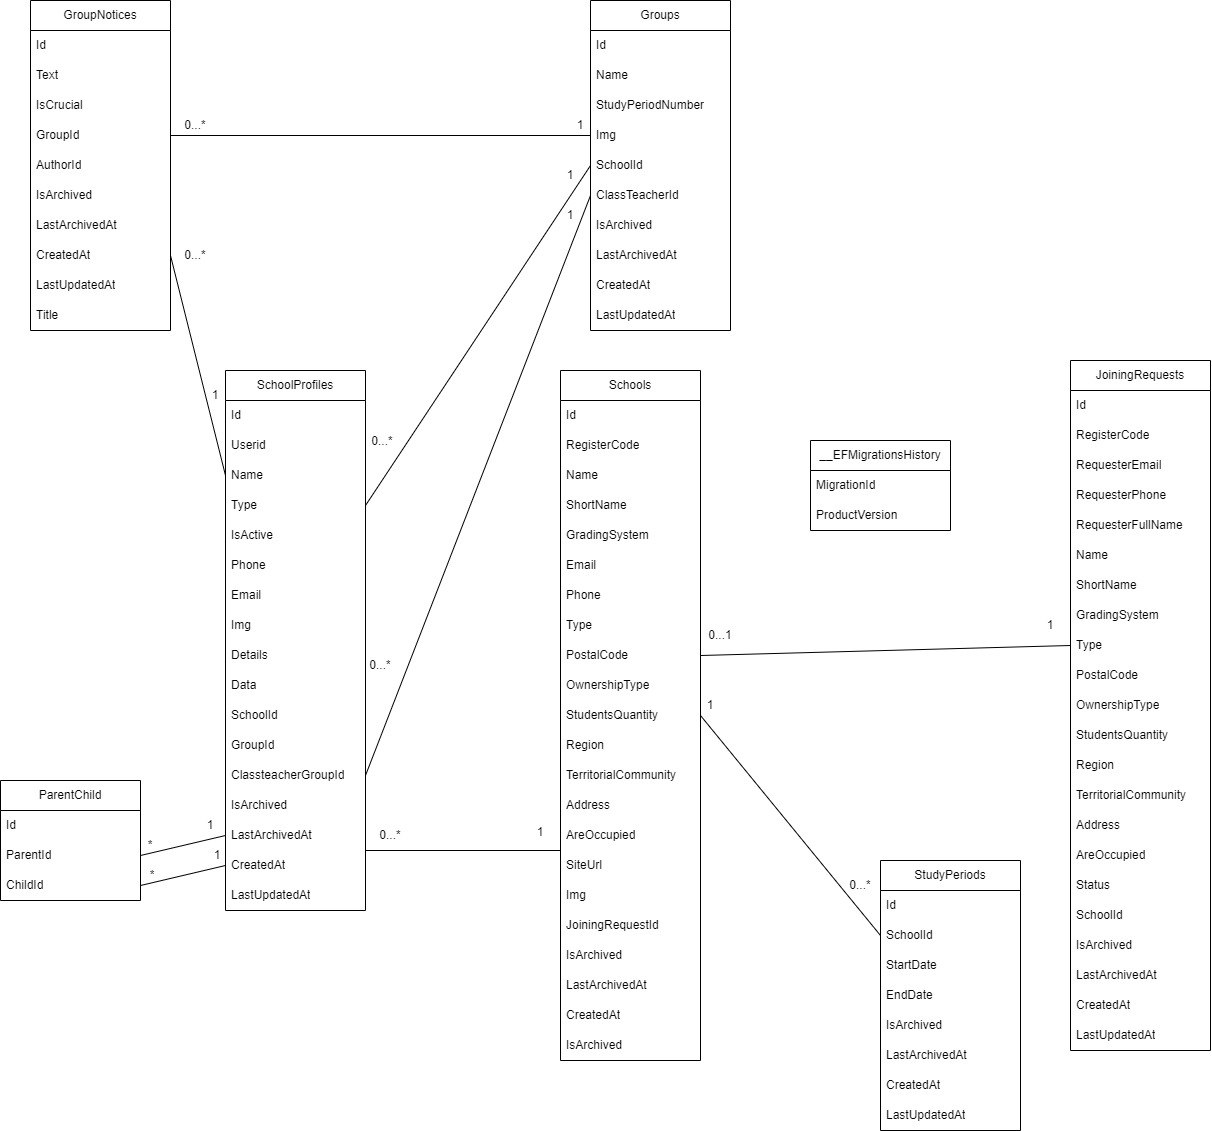 GroupNotices
Id
Text
IsCrucial
GroupId
AuthorId
IsArchived
LastArchivedAt
CreatedAt
LastUpdatedAt
Title
0...*
1
0...*
1
Groups
Id
Name
StudyPeriodNumber
Img
SchoolId
ClassTeacherId
IsArchived
LastArchivedAt
CreatedAt
LastUpdatedAt
1
1
0...*
0...*
SchoolProfiles
Id
Userid
Name
Type
IsActive
Phone
Email
Img
Details
Data
SchoolId
GroupId
ClassteacherGroupId
IsArchived
LastArchivedAt
CreatedAt
LastUpdatedAt
ParentChild
Id
ParentId
ChildId
1
*
1
*
0...*
1
Schools
Id
RegisterCode
Name
ShortName
GradingSystem
Email
Phone
Type
PostalCode
OwnershipType
StudentsQuantity
Region
TerritorialCommunity
Address
AreOccupied
SiteUrl
Img
JoiningRequestId
IsArchived
LastArchivedAt
CreatedAt
IsArchived
__EFMigrationsHistory
MigrationId
ProductVersion
0...1
1
1
0...*
StudyPeriods
Id
SchoolId
StartDate
EndDate
IsArchived
LastArchivedAt
CreatedAt
LastUpdatedAt
JoiningRequests
Id
RegisterCode
RequesterEmail
RequesterPhone
RequesterFullName
Name
ShortName
GradingSystem
Type
PostalCode
OwnershipType
StudentsQuantity
Region
TerritorialCommunity
Address
AreOccupied
Status
SchoolId
IsArchived
LastArchivedAt
CreatedAt
LastUpdatedAt